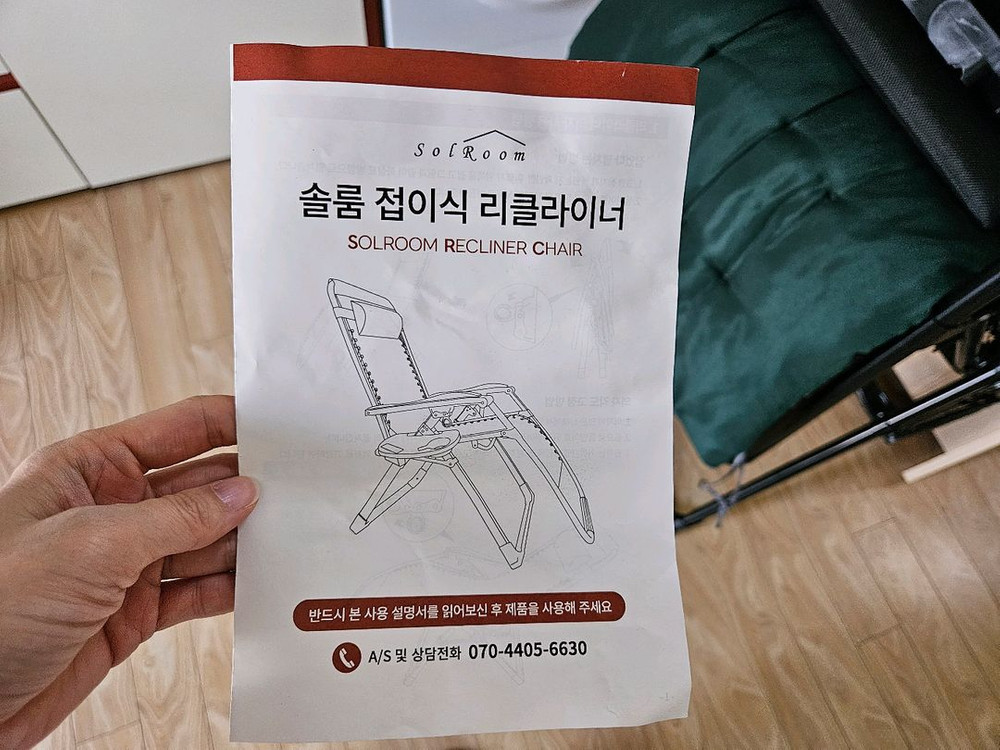 SolRoom
솔룸 접이식 리클라이너
SOLROOM RECLINER CHAIR
반드시 본 사용 설명서를 읽어보신 후 제품을 사용해 주세요
A/S 및 상담전화 070-4405-6630
-1-